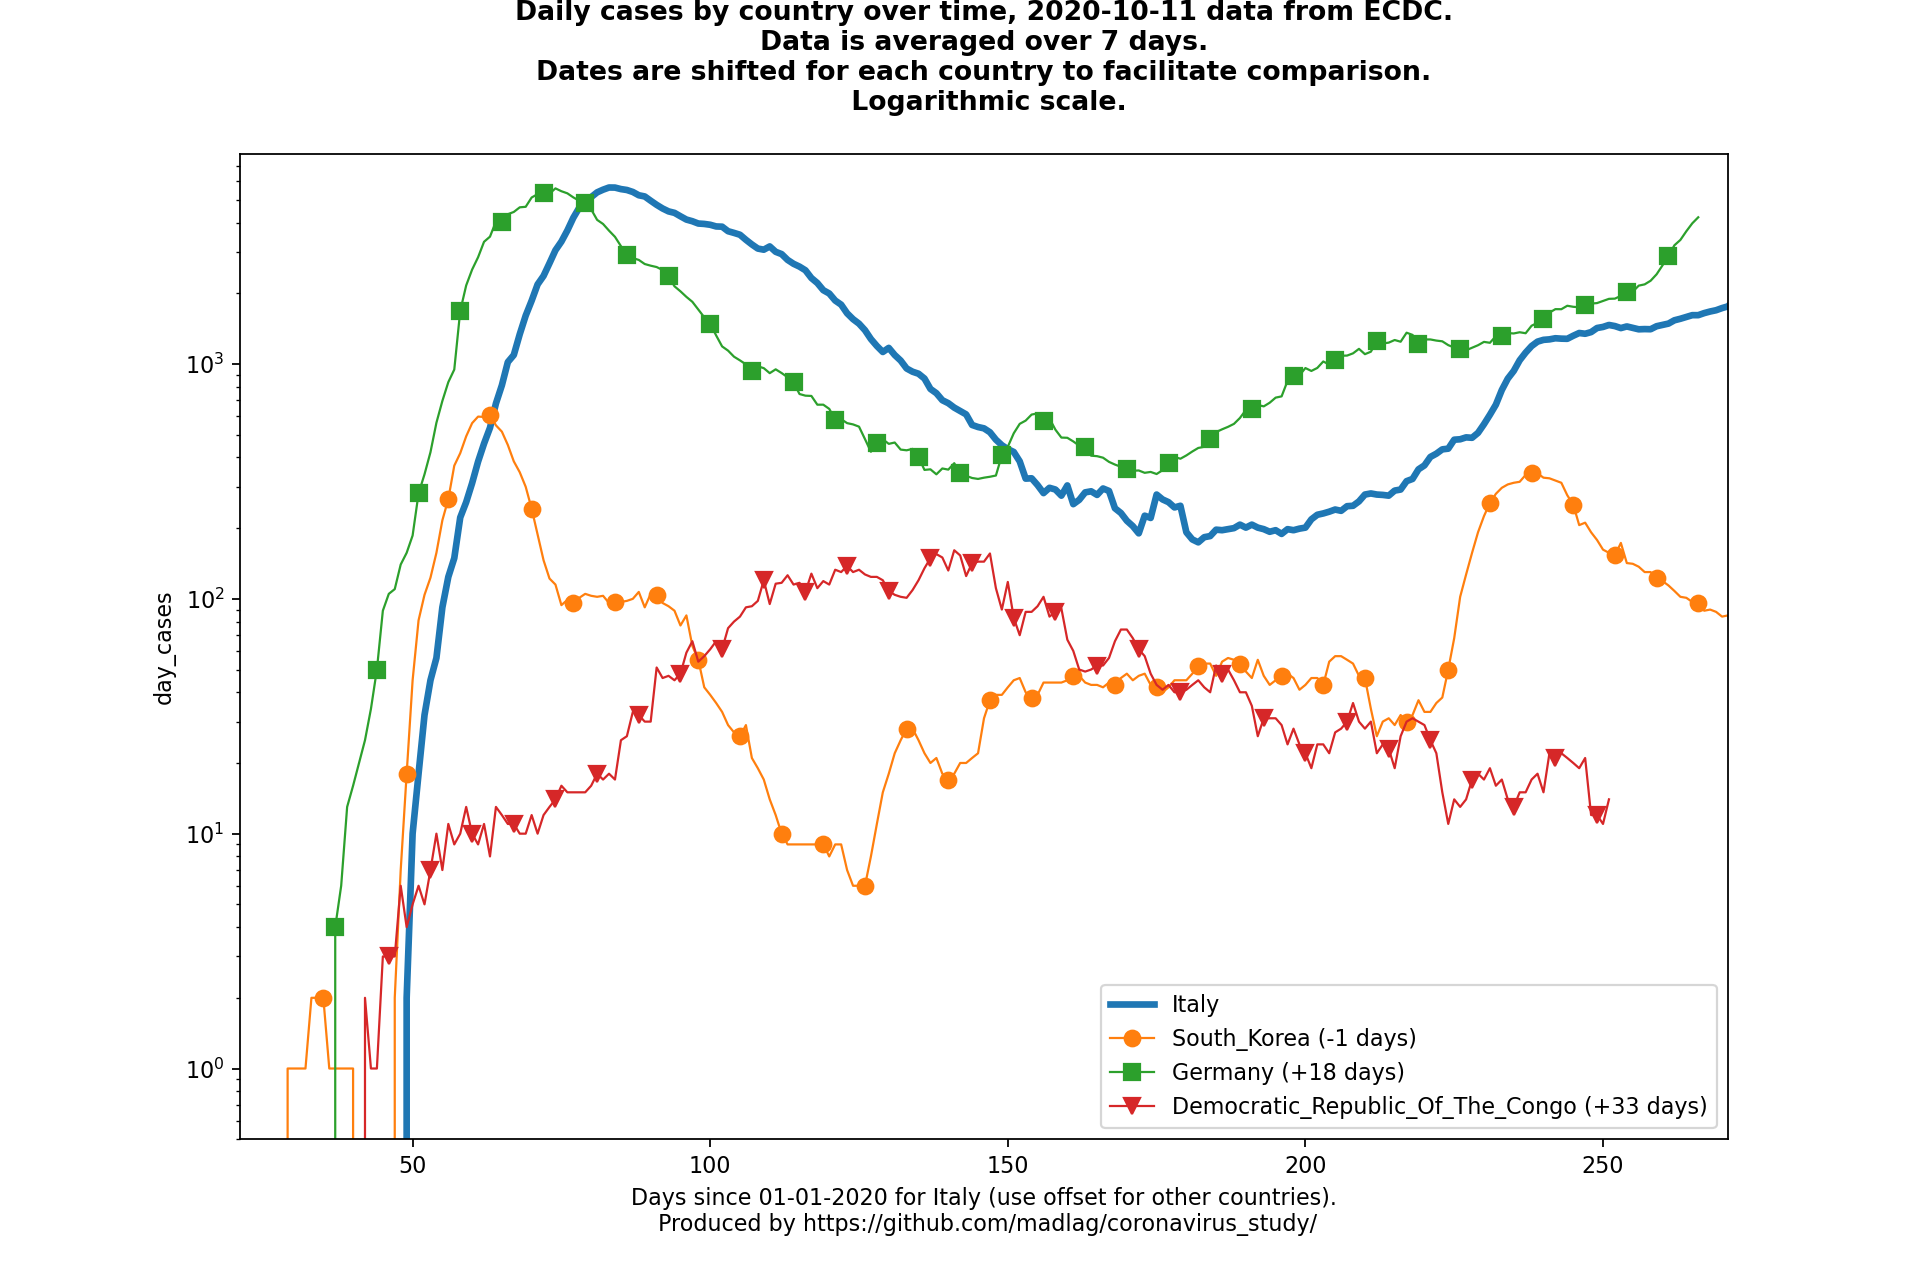 Daily cases by country over time, 2020-10-11 data from ECDC.
Data is averaged over 7 days.
Dates are shifted for each country to facilitate comparison.
Logarithmic scale.
day_cases
10³
10²
10¹
10⁰
Italy
South_Korea (-1 days)
Germany (+18 days)
Democratic_Republic_Of_The_Congo (+33 days)
50 100 150 200 250
Days since 01-01-2020 for Italy (use offset for other countries).
Produced by https://github.com/madlag/coronavirus_study/